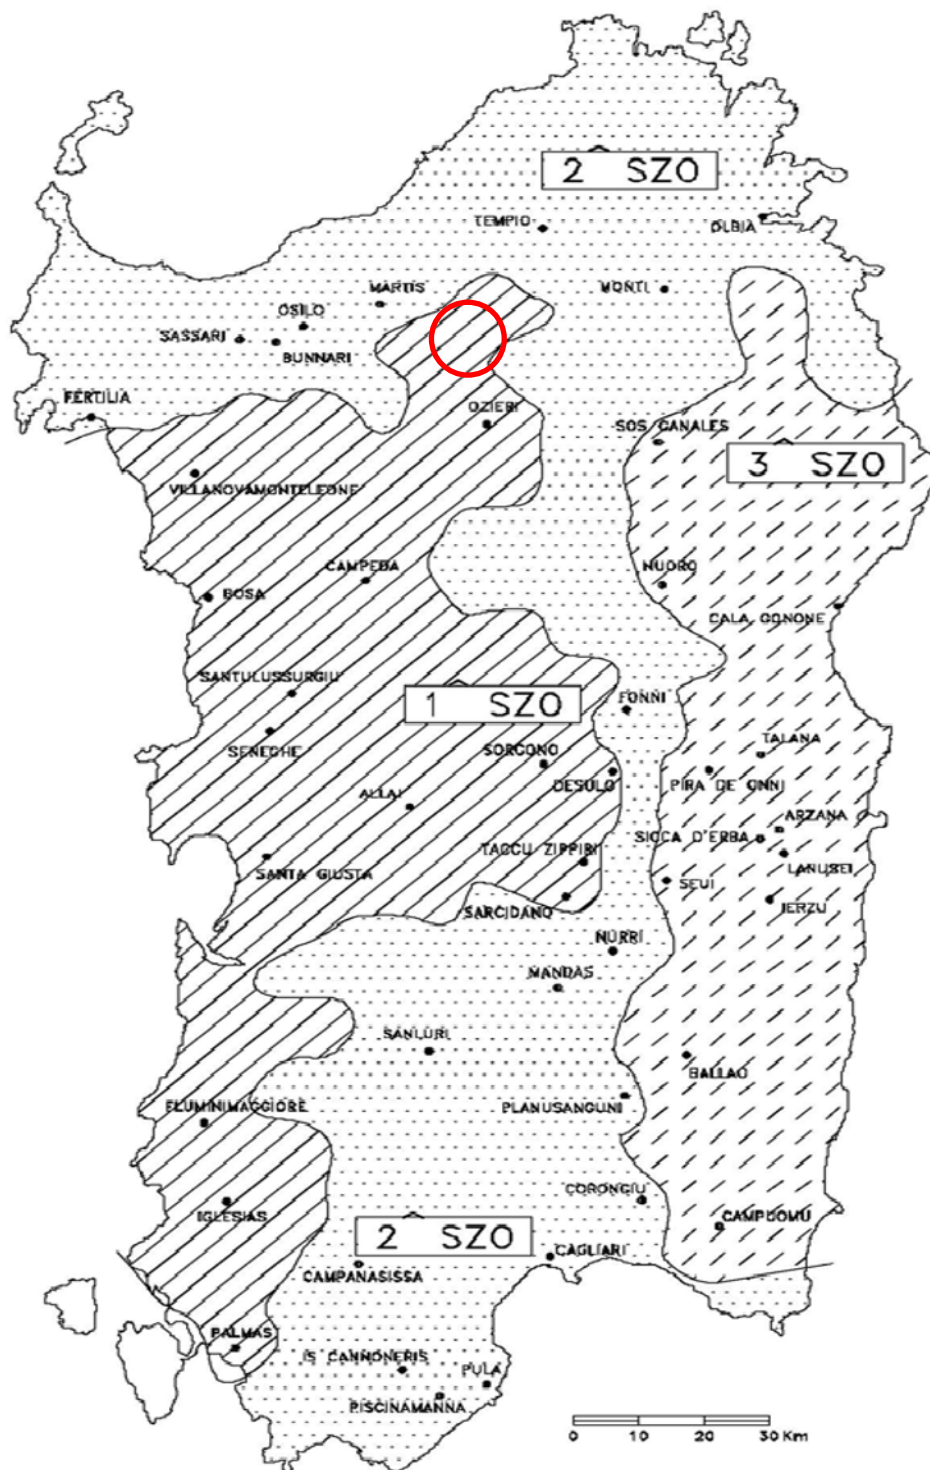 2 SZO
TEMPIO
OLBIA
MARTIS
MONTI
OSILO
SASSARI
BUNNARI
FERTILIA
OZIERI
SOS CANALES
3 SZO
VILLANOVAMONTELEONE
CAMPEDA
NUORO
BOSA
CALA GONONE
SANTULUSSURGIU
1 SZO
FONNI
SENEGHE
SORGONO
TALANA
DESULO
PIRA DE ONNI
ALLAI
ARZANA
SICCA D'ERBA
TACCU ZIPPIRI
LANUSEI
SANTA GIUSTA
SEUI
SARCIDANO
IERZU
NURRI
MANDAS
SANLURI
BALLAO
FLUMINIMAGGIORE
PLANUSANGUNI
CORONGIU
IGLESIAS
CAMPUOMU
2 SZO
CAGLIARI
CAMPANASISSA
PALMAS
IS CANNONERIS
PULA
PISCINAMANNA
0 10 22 30 Km